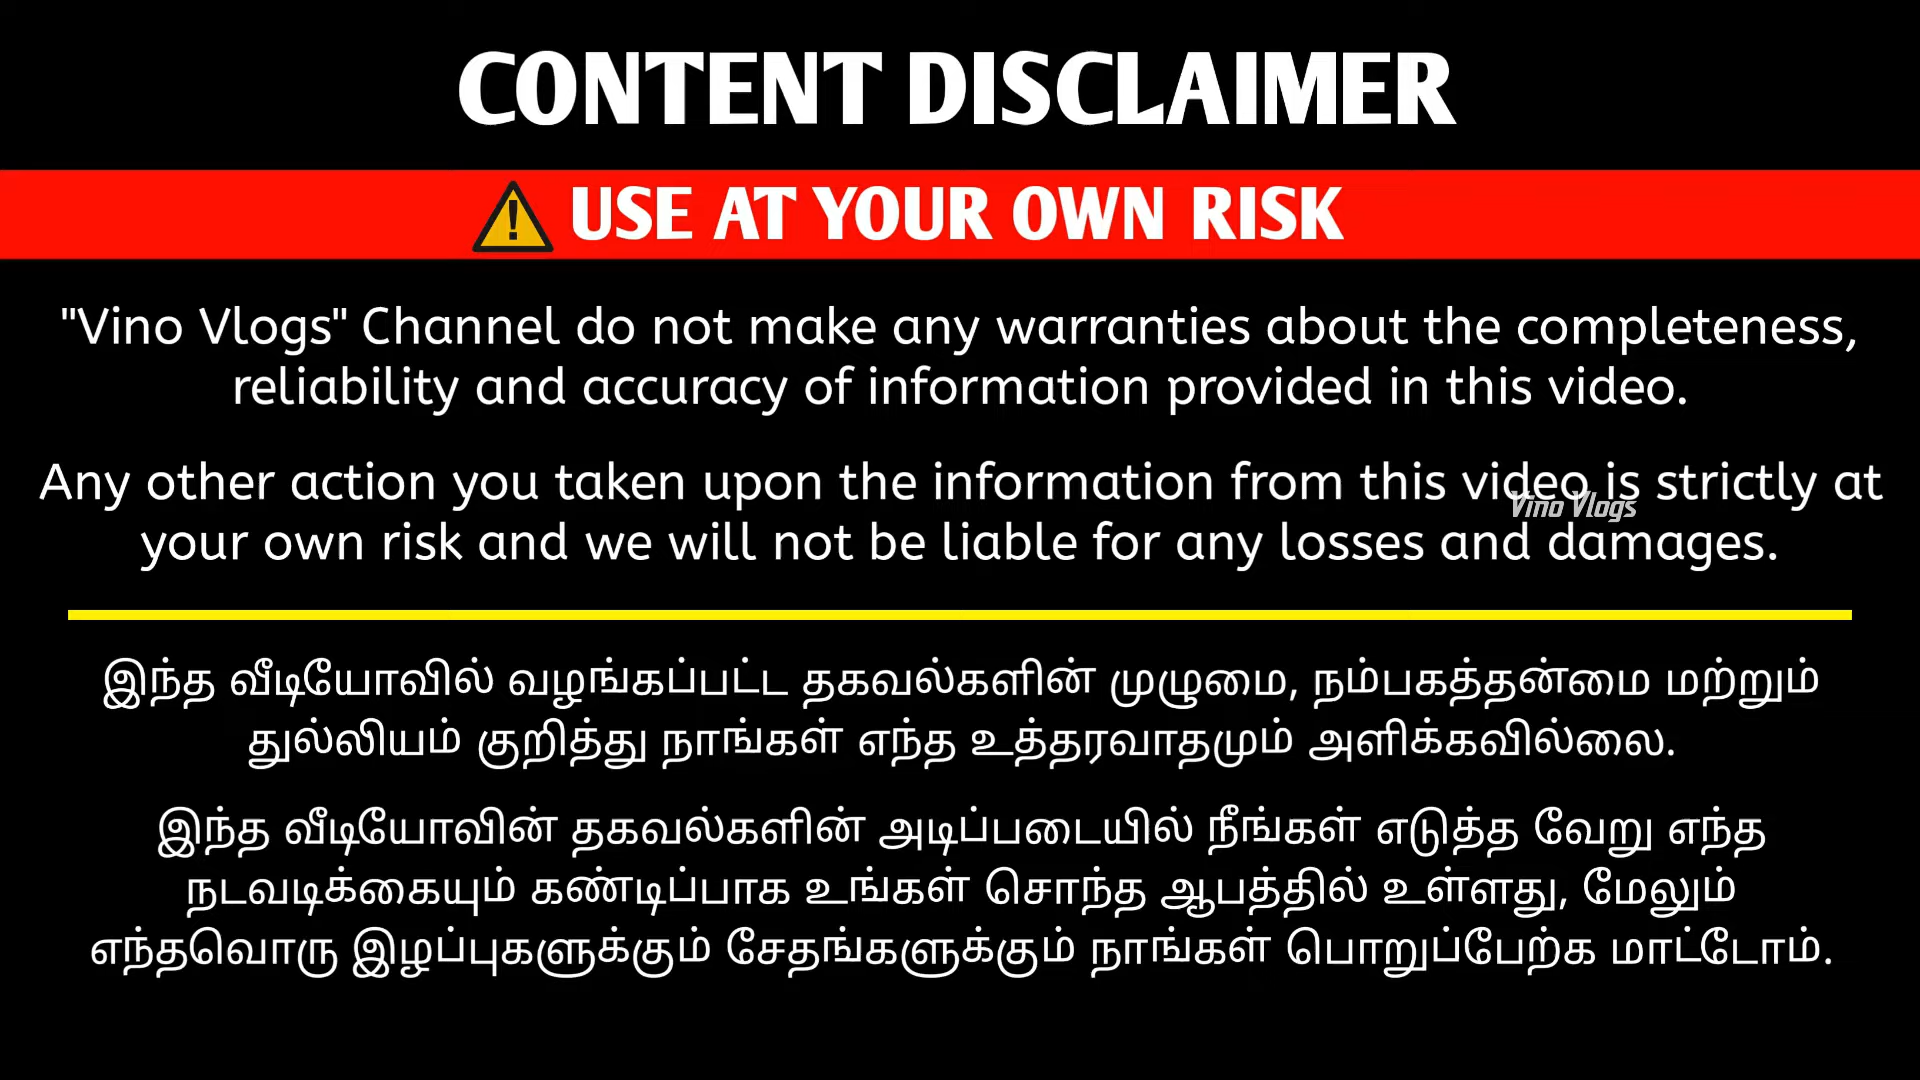 CONTENT DISCLAIMER
USE AT YOUR OWN RISK
"Vino Vlogs" Channel do not make any warranties about the completeness,
reliability and accuracy of information provided in this video.
Any other action you taken upon the information from this video is strictly at
Vino Vlogs
your own risk and we will not be liable for any losses and damages.
இந்த வீடியோவில் வழங்கப்பட்ட தகவல்களின் முழுமை, நம்பகத்தன்மை மற்றும்
துல்லியம் குறித்து நாங்கள் எந்த உத்தரவாதமும் அளிக்கவில்லை.
இந்த வீடியோவின் தகவல்களின் அடிப்படையில் நீங்கள் எடுத்த வேறு எந்த
நடவடிக்கையும் கண்டிப்பாக உங்கள் சொந்த ஆபத்தில் உள்ளது, மேலும்
எந்தவொரு இழப்புகளுக்கும் சேதங்களுக்கும் நாங்கள் பொறுப்பேற்க மாட்டோம்.